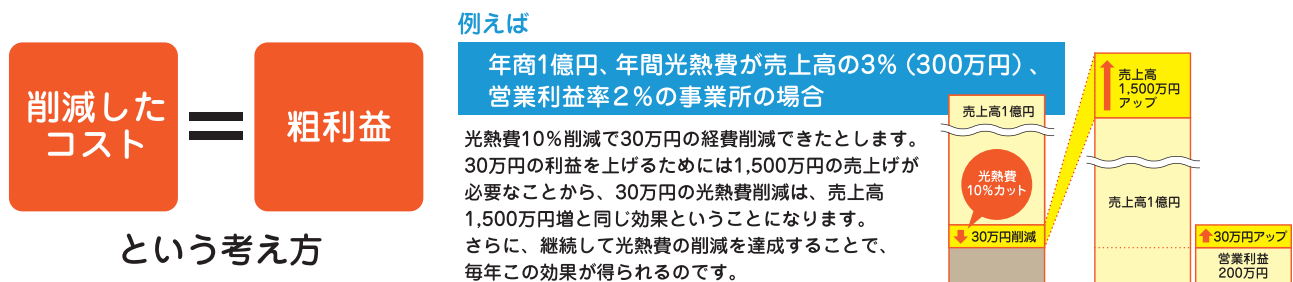 削減した
コスト
=
粗利益
という考え方
例えば
年商1億円、年間光熱費が売上高の3%（300万円）、
営業利益率2%の事業所の場合
光熱費10%削減で30万円の経費削減できたとします。
30万円の利益を上げるためには1,500万円の売上げが
必要なことから、30万円の光熱費削減は、売上高
1,500万円増と同じ効果ということになります。
さらに、継続して光熱費の削減を達成することで、
毎年この効果が得られるのです。
売上高1億円
光熱費
10%カット
30万円削減
売上高
1,500万円
アップ
売上高1億円
30万円アップ
営業利益
200万円